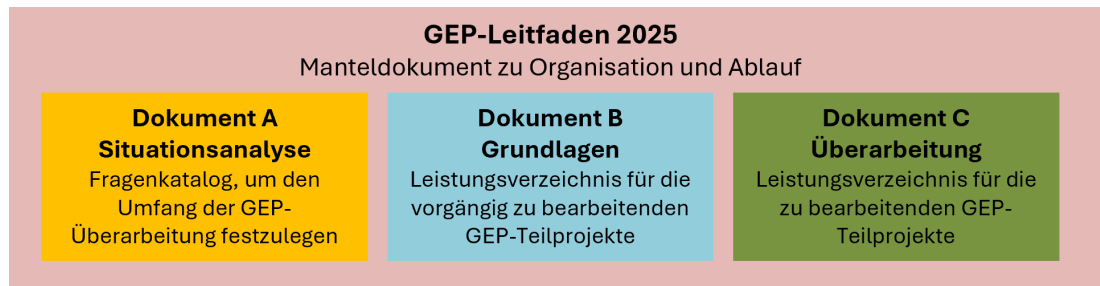 GEP-Leitfaden 2025
Manteldokument zu Organisation und Ablauf
Dokument A
Situationsanalyse
Fragenkatalog, um den
Umfang der GEP-
Überarbeitung festzulegen
Dokument B
Grundlagen
Leistungsverzeichnis für die
vorgängig zu bearbeitenden
GEP-Teilprojekte
Dokument C
Überarbeitung
Leistungsverzeichnis für die
zu bearbeitenden GEP-
Teilprojekte